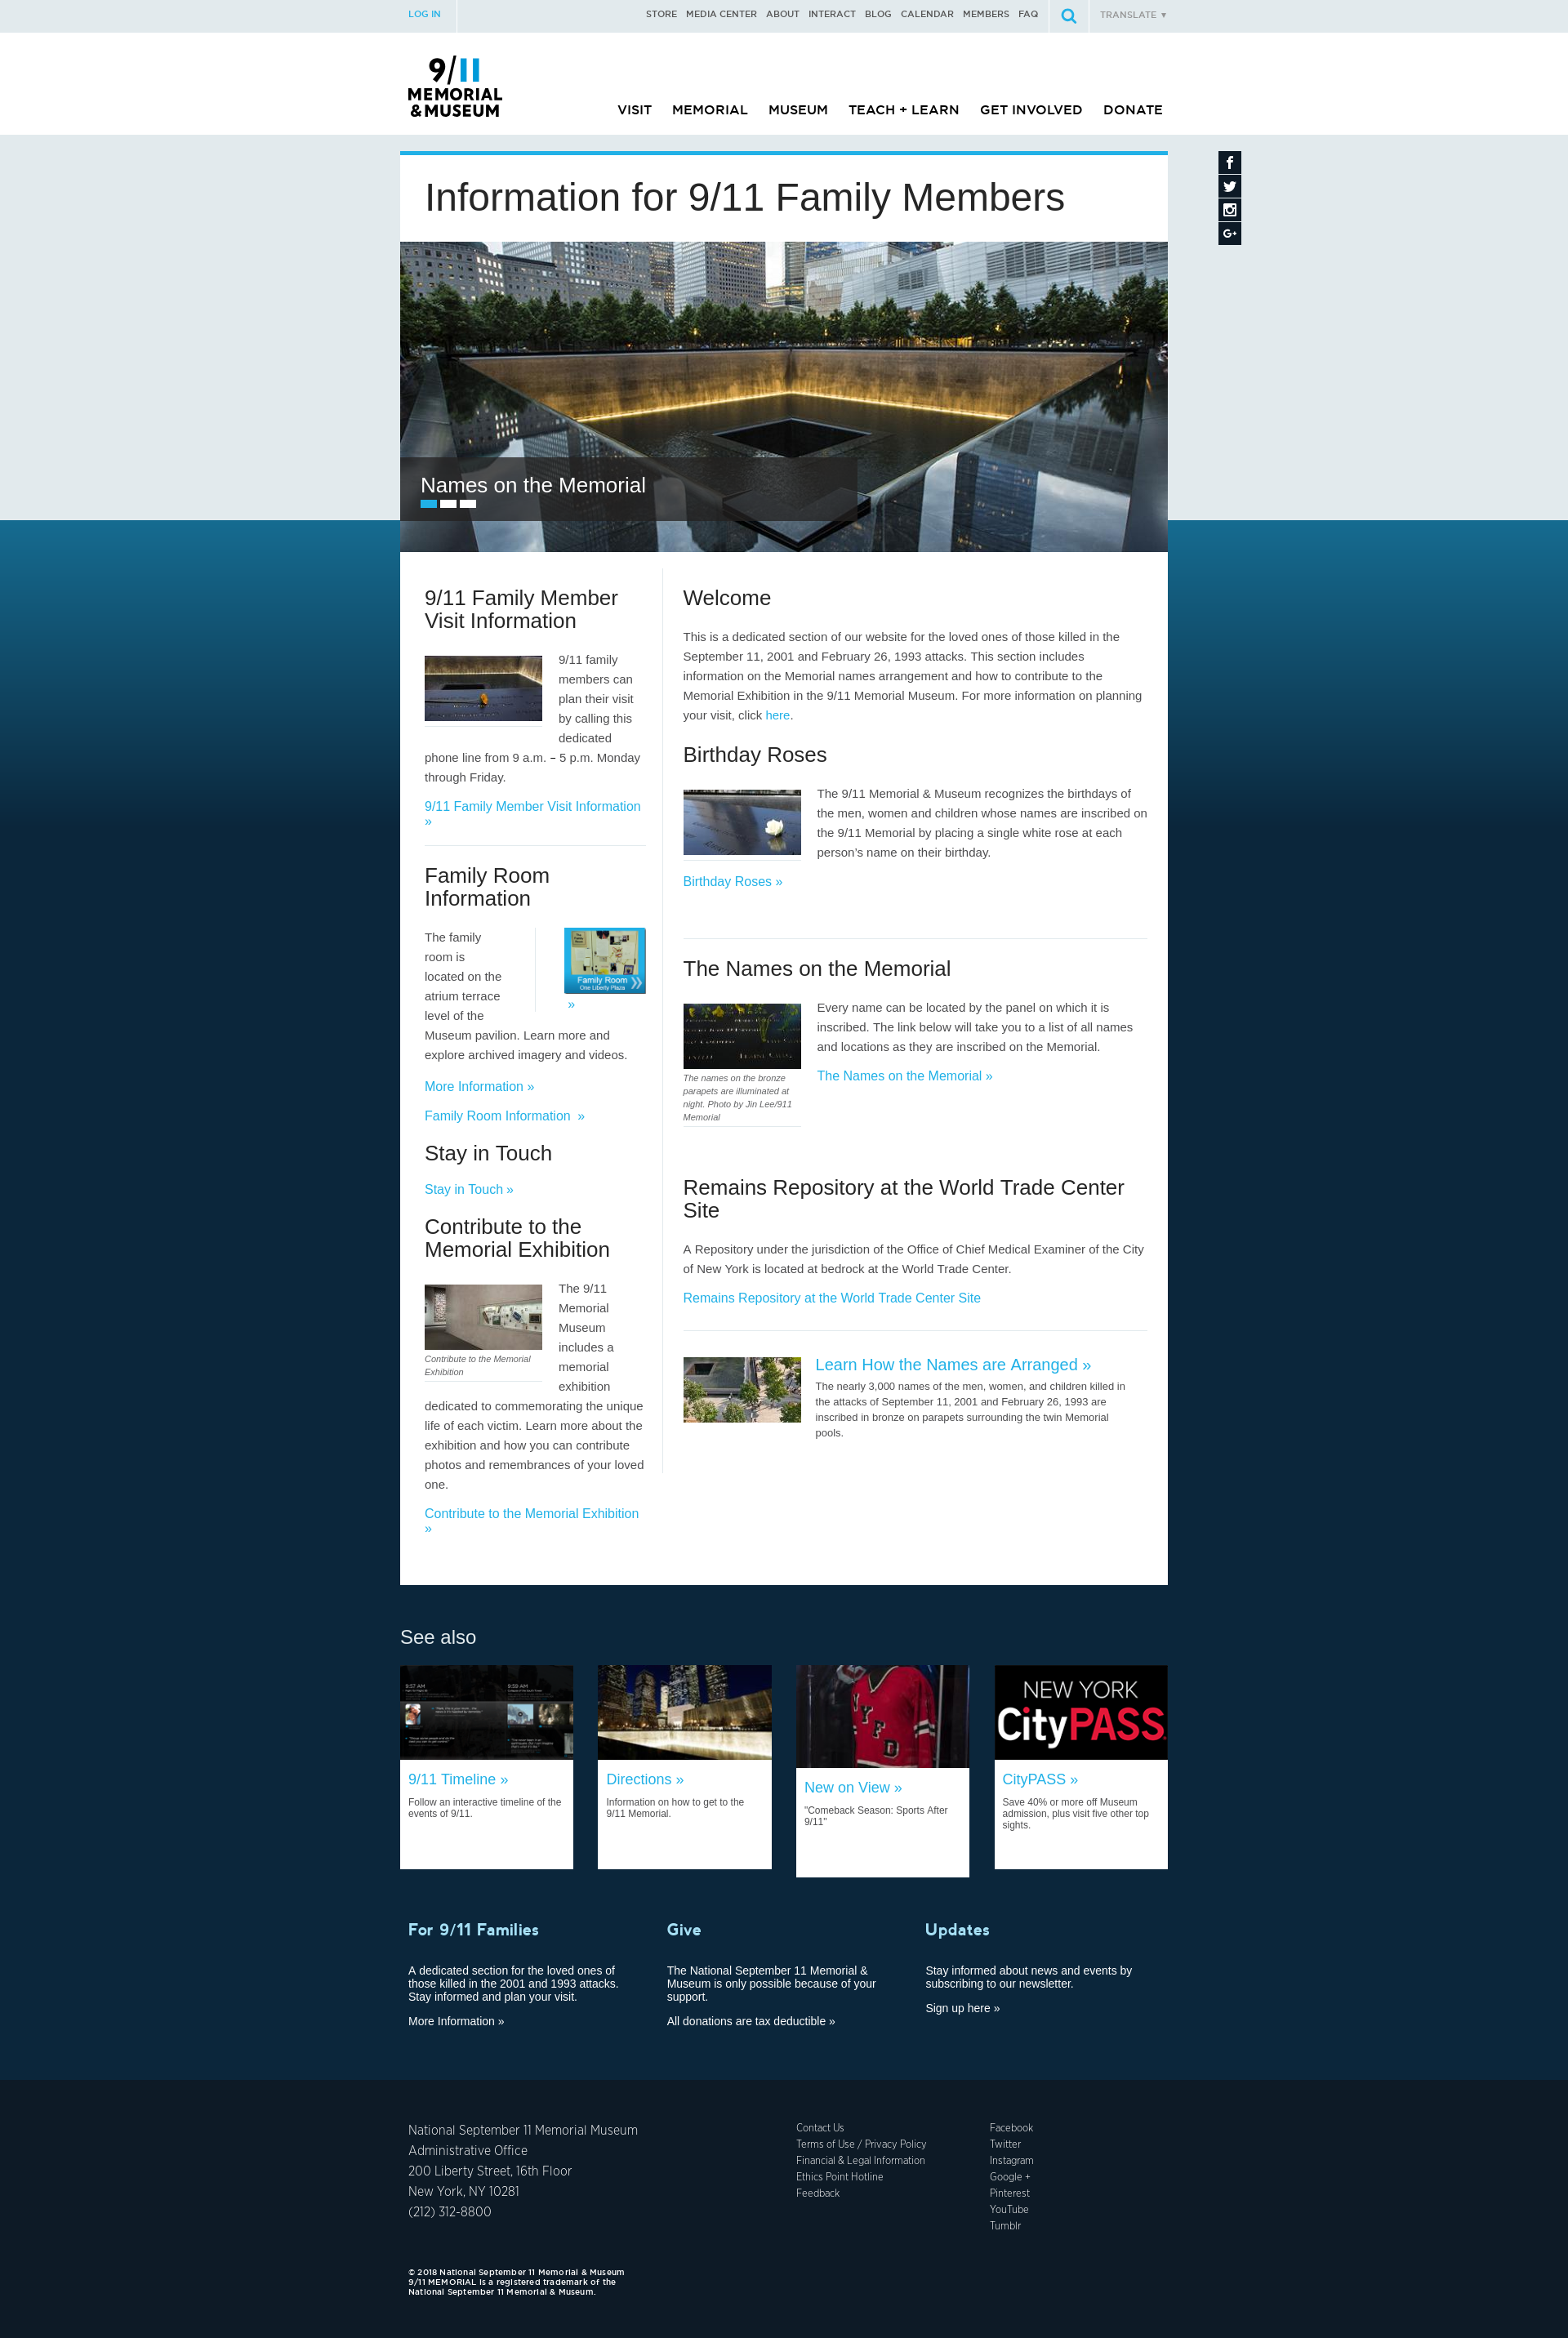 LOG IN
STORE MEDIA CENTER ABOUT INTERACT BLOG CALENDAR MEMBERS FAQ
TRANSLATE ▼
9/11
MEMORIAL
& MUSEUM
VISIT MEMORIAL MUSEUM TEACH + LEARN GET INVOLVED DONATE
Information for 9/11 Family Members
Names on the Memorial
9/11 Family Member
Visit Information
9/11 family
members can
plan their visit
by calling this
dedicated
phone line from 9 a.m. – 5 p.m. Monday
through Friday.
9/11 Family Member Visit Information
»
Family Room
Information
The family
room is
located on the
atrium terrace
level of the
Museum pavilion. Learn more and
explore archived imagery and videos.
Family Room
One Liberty Plaza
»
More Information »
Family Room Information »
Stay in Touch
Stay in Touch »
Contribute to the
Memorial Exhibition
Contribute to the Memorial
Exhibition
The 9/11
Memorial
Museum
includes a
memorial
exhibition
dedicated to commemorating the unique
life of each victim. Learn more about the
exhibition and how you can contribute
photos and remembrances of your loved
one.
Contribute to the Memorial Exhibition
»
Welcome
This is a dedicated section of our website for the loved ones of those killed in the
September 11, 2001 and February 26, 1993 attacks. This section includes
information on the Memorial names arrangement and how to contribute to the
Memorial Exhibition in the 9/11 Memorial Museum. For more information on planning
your visit, click here.
Birthday Roses
The 9/11 Memorial & Museum recognizes the birthdays of
the men, women and children whose names are inscribed on
the 9/11 Memorial by placing a single white rose at each
person’s name on their birthday.
Birthday Roses »
The Names on the Memorial
The names on the bronze
parapets are illuminated at
night. Photo by Jin Lee/911
Memorial
Every name can be located by the panel on which it is
inscribed. The link below will take you to a list of all names
and locations as they are inscribed on the Memorial.
The Names on the Memorial »
Remains Repository at the World Trade Center
Site
A Repository under the jurisdiction of the Office of Chief Medical Examiner of the City
of New York is located at bedrock at the World Trade Center.
Remains Repository at the World Trade Center Site
Learn How the Names are Arranged »
The nearly 3,000 names of the men, women, and children killed in
the attacks of September 11, 2001 and February 26, 1993 are
inscribed in bronze on parapets surrounding the twin Memorial
pools.
See also
9:57 AM
9:59 AM
9/11 Timeline »
Follow an interactive timeline of the
events of 9/11.
Directions »
Information on how to get to the
9/11 Memorial.
NYFD
New on View »
"Comeback Season: Sports After
9/11"
NEW YORK
CityPASS
CityPASS »
Save 40% or more off Museum
admission, plus visit five other top
sights.
For 9/11 Families
A dedicated section for the loved ones of
those killed in the 2001 and 1993 attacks.
Stay informed and plan your visit.
More Information »
Give
The National September 11 Memorial &
Museum is only possible because of your
support.
All donations are tax deductible »
Updates
Stay informed about news and events by
subscribing to our newsletter.
Sign up here »
National September 11 Memorial Museum
Administrative Office
200 Liberty Street, 16th Floor
New York, NY 10281
(212) 312-8800
Contact Us
Terms of Use / Privacy Policy
Financial & Legal Information
Ethics Point Hotline
Feedback
Facebook
Twitter
Instagram
Google +
Pinterest
YouTube
Tumblr
© 2018 National September 11 Memorial & Museum
9/11 MEMORIAL is a registered trademark of the
National September 11 Memorial & Museum.